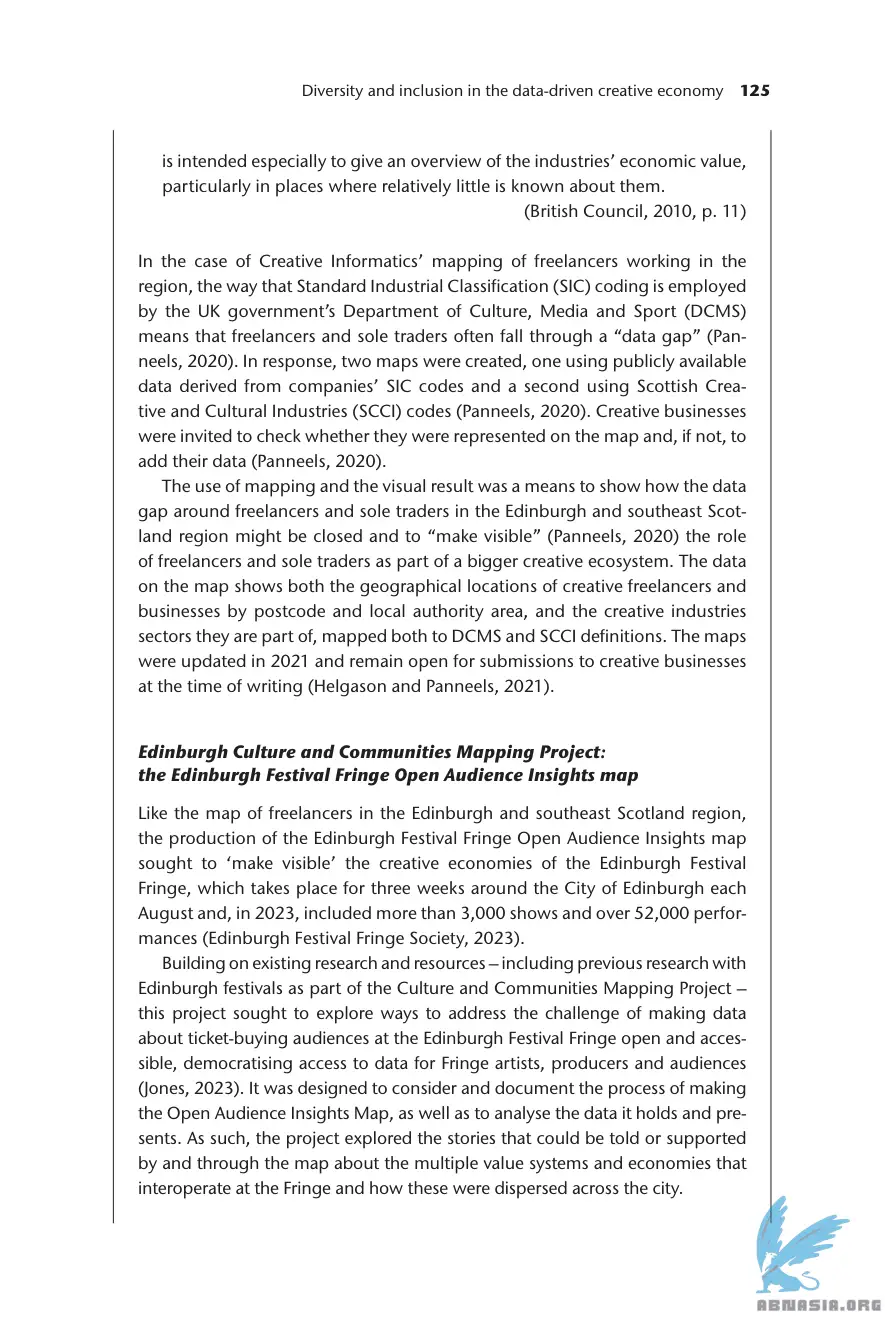 Diversity and inclusion in the data-driven creative economy 125
is intended especially to give an overview of the industries’ economic value,
particularly in places where relatively little is known about them.
(British Council, 2010, p. 11)
In the case of Creative Informatics’ mapping of freelancers working in the
region, the way that Standard Industrial Classification (SIC) coding is employed
by the UK government’s Department of Culture, Media and Sport (DCMS)
means that freelancers and sole traders often fall through a “data gap” (Pan-
neels, 2020). In response, two maps were created, one using publicly available
data derived from companies’ SIC codes and a second using Scottish Crea-
tive and Cultural Industries (SCCI) codes (Panneels, 2020). Creative businesses
were invited to check whether they were represented on the map and, if not, to
add their data (Panneels, 2020).
The use of mapping and the visual result was a means to show how the data
gap around freelancers and sole traders in the Edinburgh and southeast Scot-
land region might be closed and to “make visible” (Panneels, 2020) the role
of freelancers and sole traders as part of a bigger creative ecosystem. The data
on the map shows both the geographical locations of creative freelancers and
businesses by postcode and local authority area, and the creative industries
sectors they are part of, mapped both to DCMS and SCCI definitions. The maps
were updated in 2021 and remain open for submissions to creative businesses
at the time of writing (Helgason and Panneels, 2021).
Edinburgh Culture and Communities Mapping Project:
the Edinburgh Festival Fringe Open Audience Insights map
Like the map of freelancers in the Edinburgh and southeast Scotland region,
the production of the Edinburgh Festival Fringe Open Audience Insights map
sought to ‘make visible’ the creative economies of the Edinburgh Festival
Fringe, which takes place for three weeks around the City of Edinburgh each
August and, in 2023, included more than 3,000 shows and over 52,000 perfor-
mances (Edinburgh Festival Fringe Society, 2023).
Building on existing research and resources – including previous research with
Edinburgh festivals as part of the Culture and Communities Mapping Project –
this project sought to explore ways to address the challenge of making data
about ticket-buying audiences at the Edinburgh Festival Fringe open and acces-
sible, democratising access to data for Fringe artists, producers and audiences
(Jones, 2023). It was designed to consider and document the process of making
the Open Audience Insights Map, as well as to analyse the data it holds and pre-
sents. As such, the project explored the stories that could be told or supported
by and through the map about the multiple value systems and economies that
interoperate at the Fringe and how these were dispersed across the city.
ABNASIA.ORG